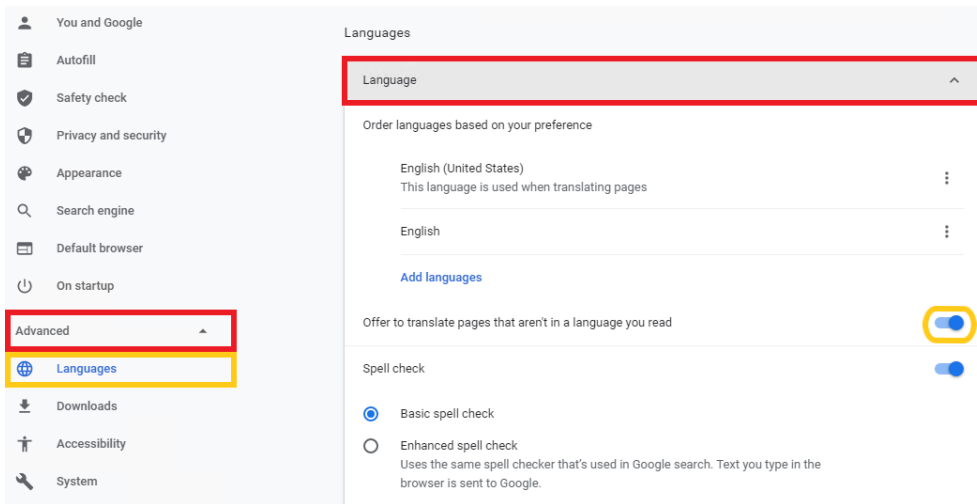 You and Google
Autofill
Safety check
Privacy and security
Appearance
Search engine
Default browser
On startup
Advanced
Languages
Downloads
Accessibility
System
Languages
Language
Order languages based on your preference
English (United States)
This language is used when translating pages
English
Add languages
Offer to translate pages that aren't in a language you read
Spell check
Basic spell check
Enhanced spell check
Uses the same spell checker that's used in Google search. Text you type in the
browser is sent to Google.